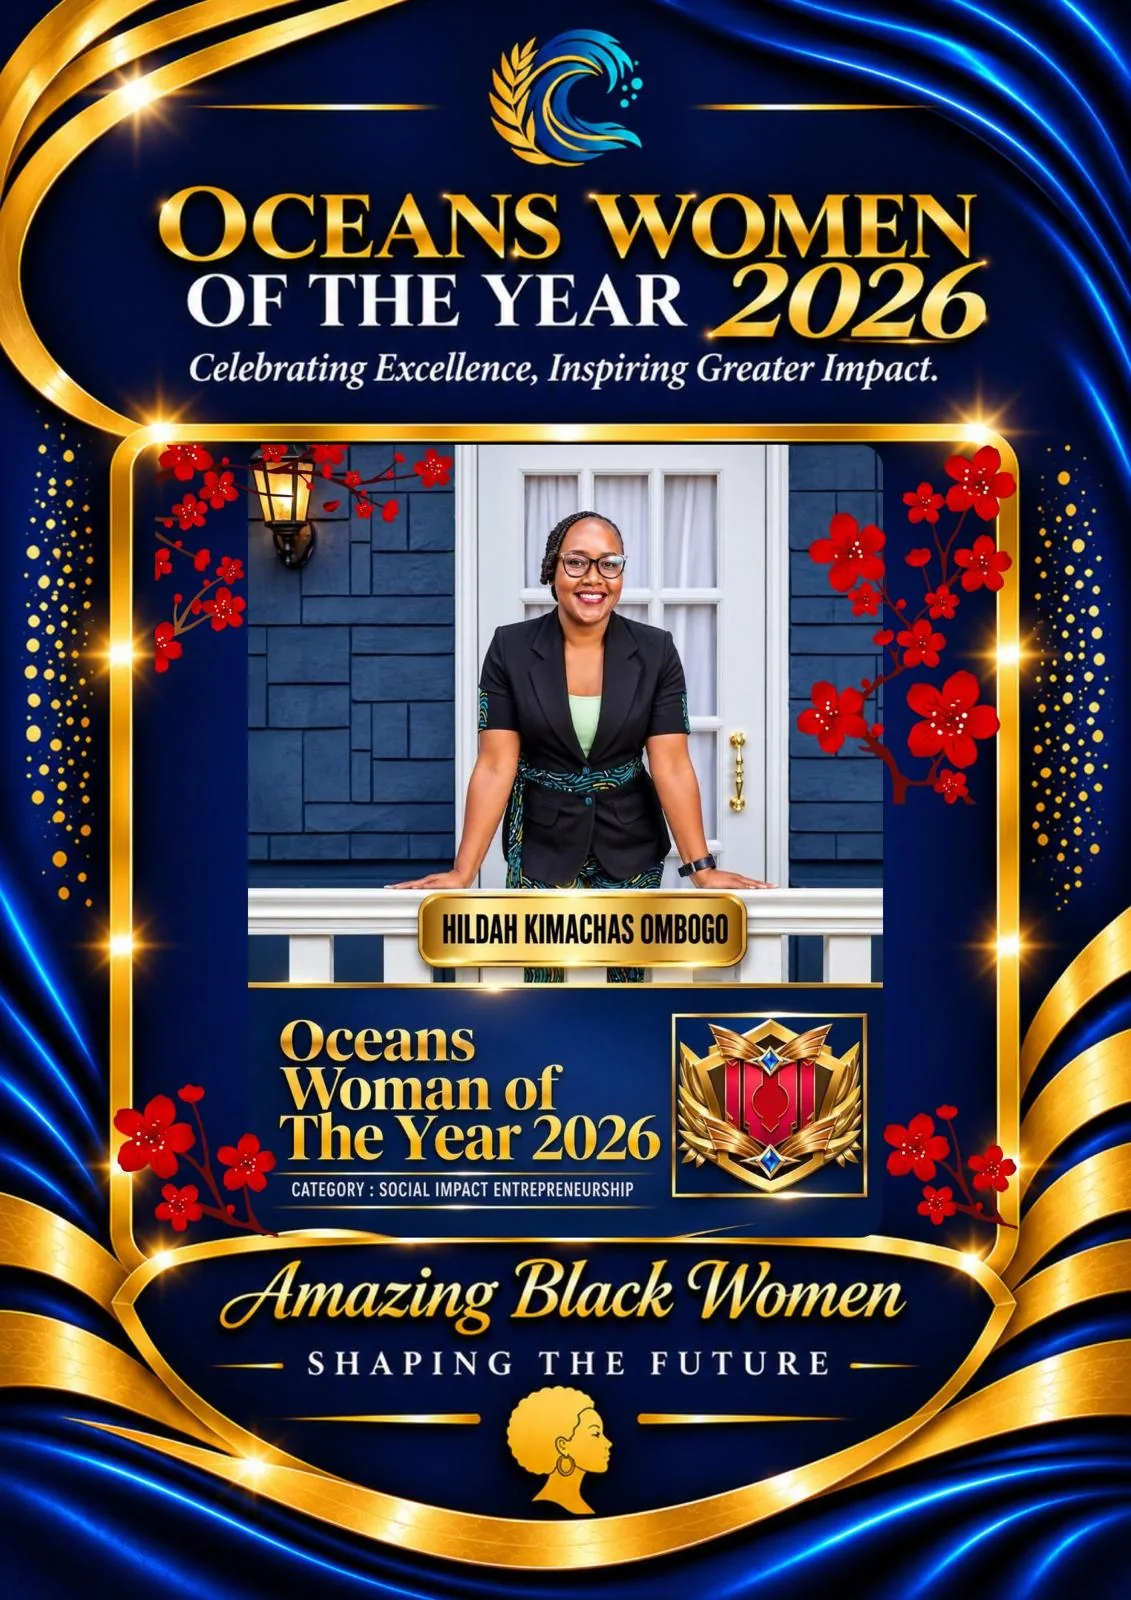 OCEANS WOMEN
OF THE YEAR 2026
Celebrating Excellence, Inspiring Greater Impact.
HILDAH KIMACHAS OMBOGO
Oceans
Woman of
The Year 2026
CATEGORY : SOCIAL IMPACT ENTREPRENEURSHIP
Amazing Black Women
SHAPING THE FUTURE